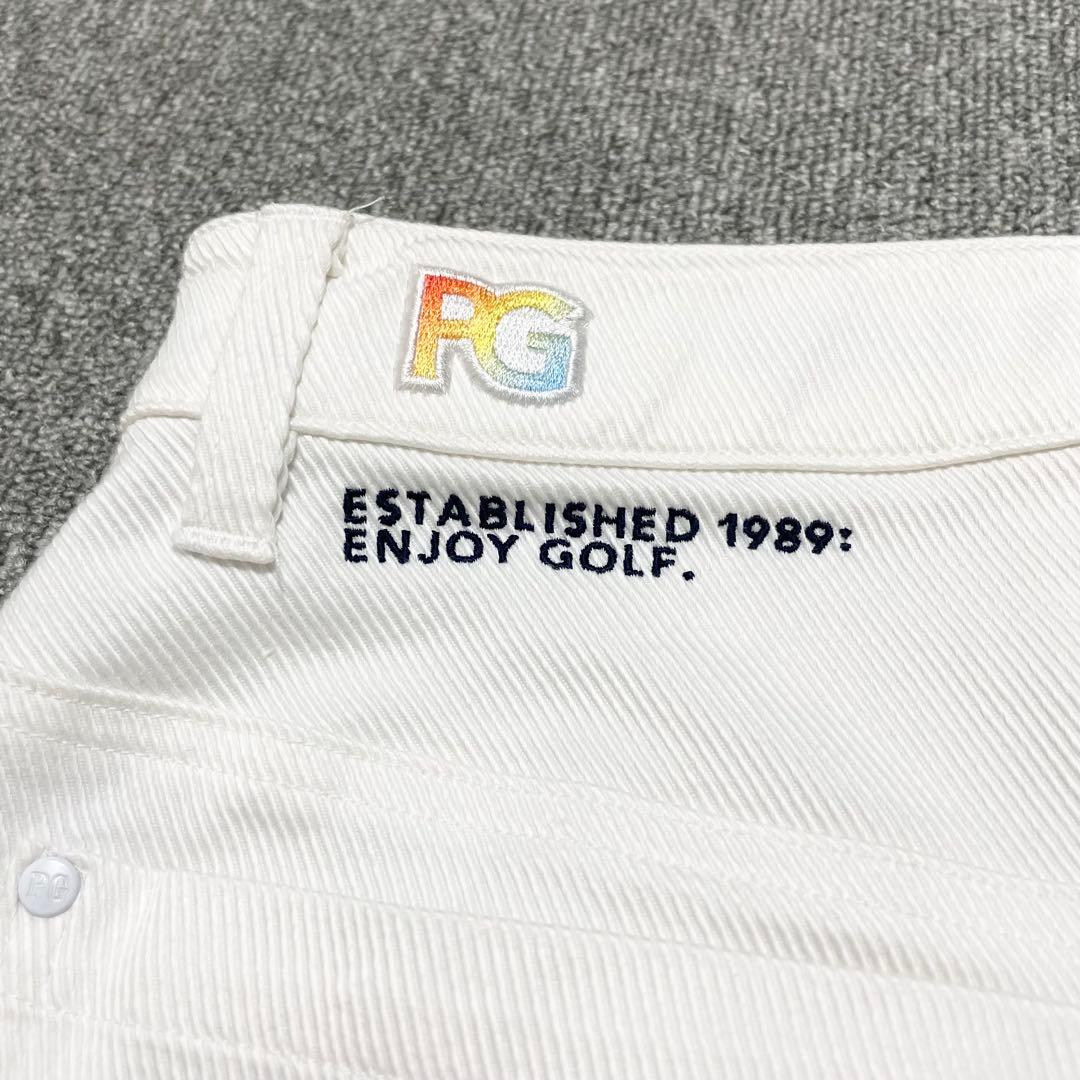 PG
ESTABLISHED 1989:
ENJOY GOLF.
PG